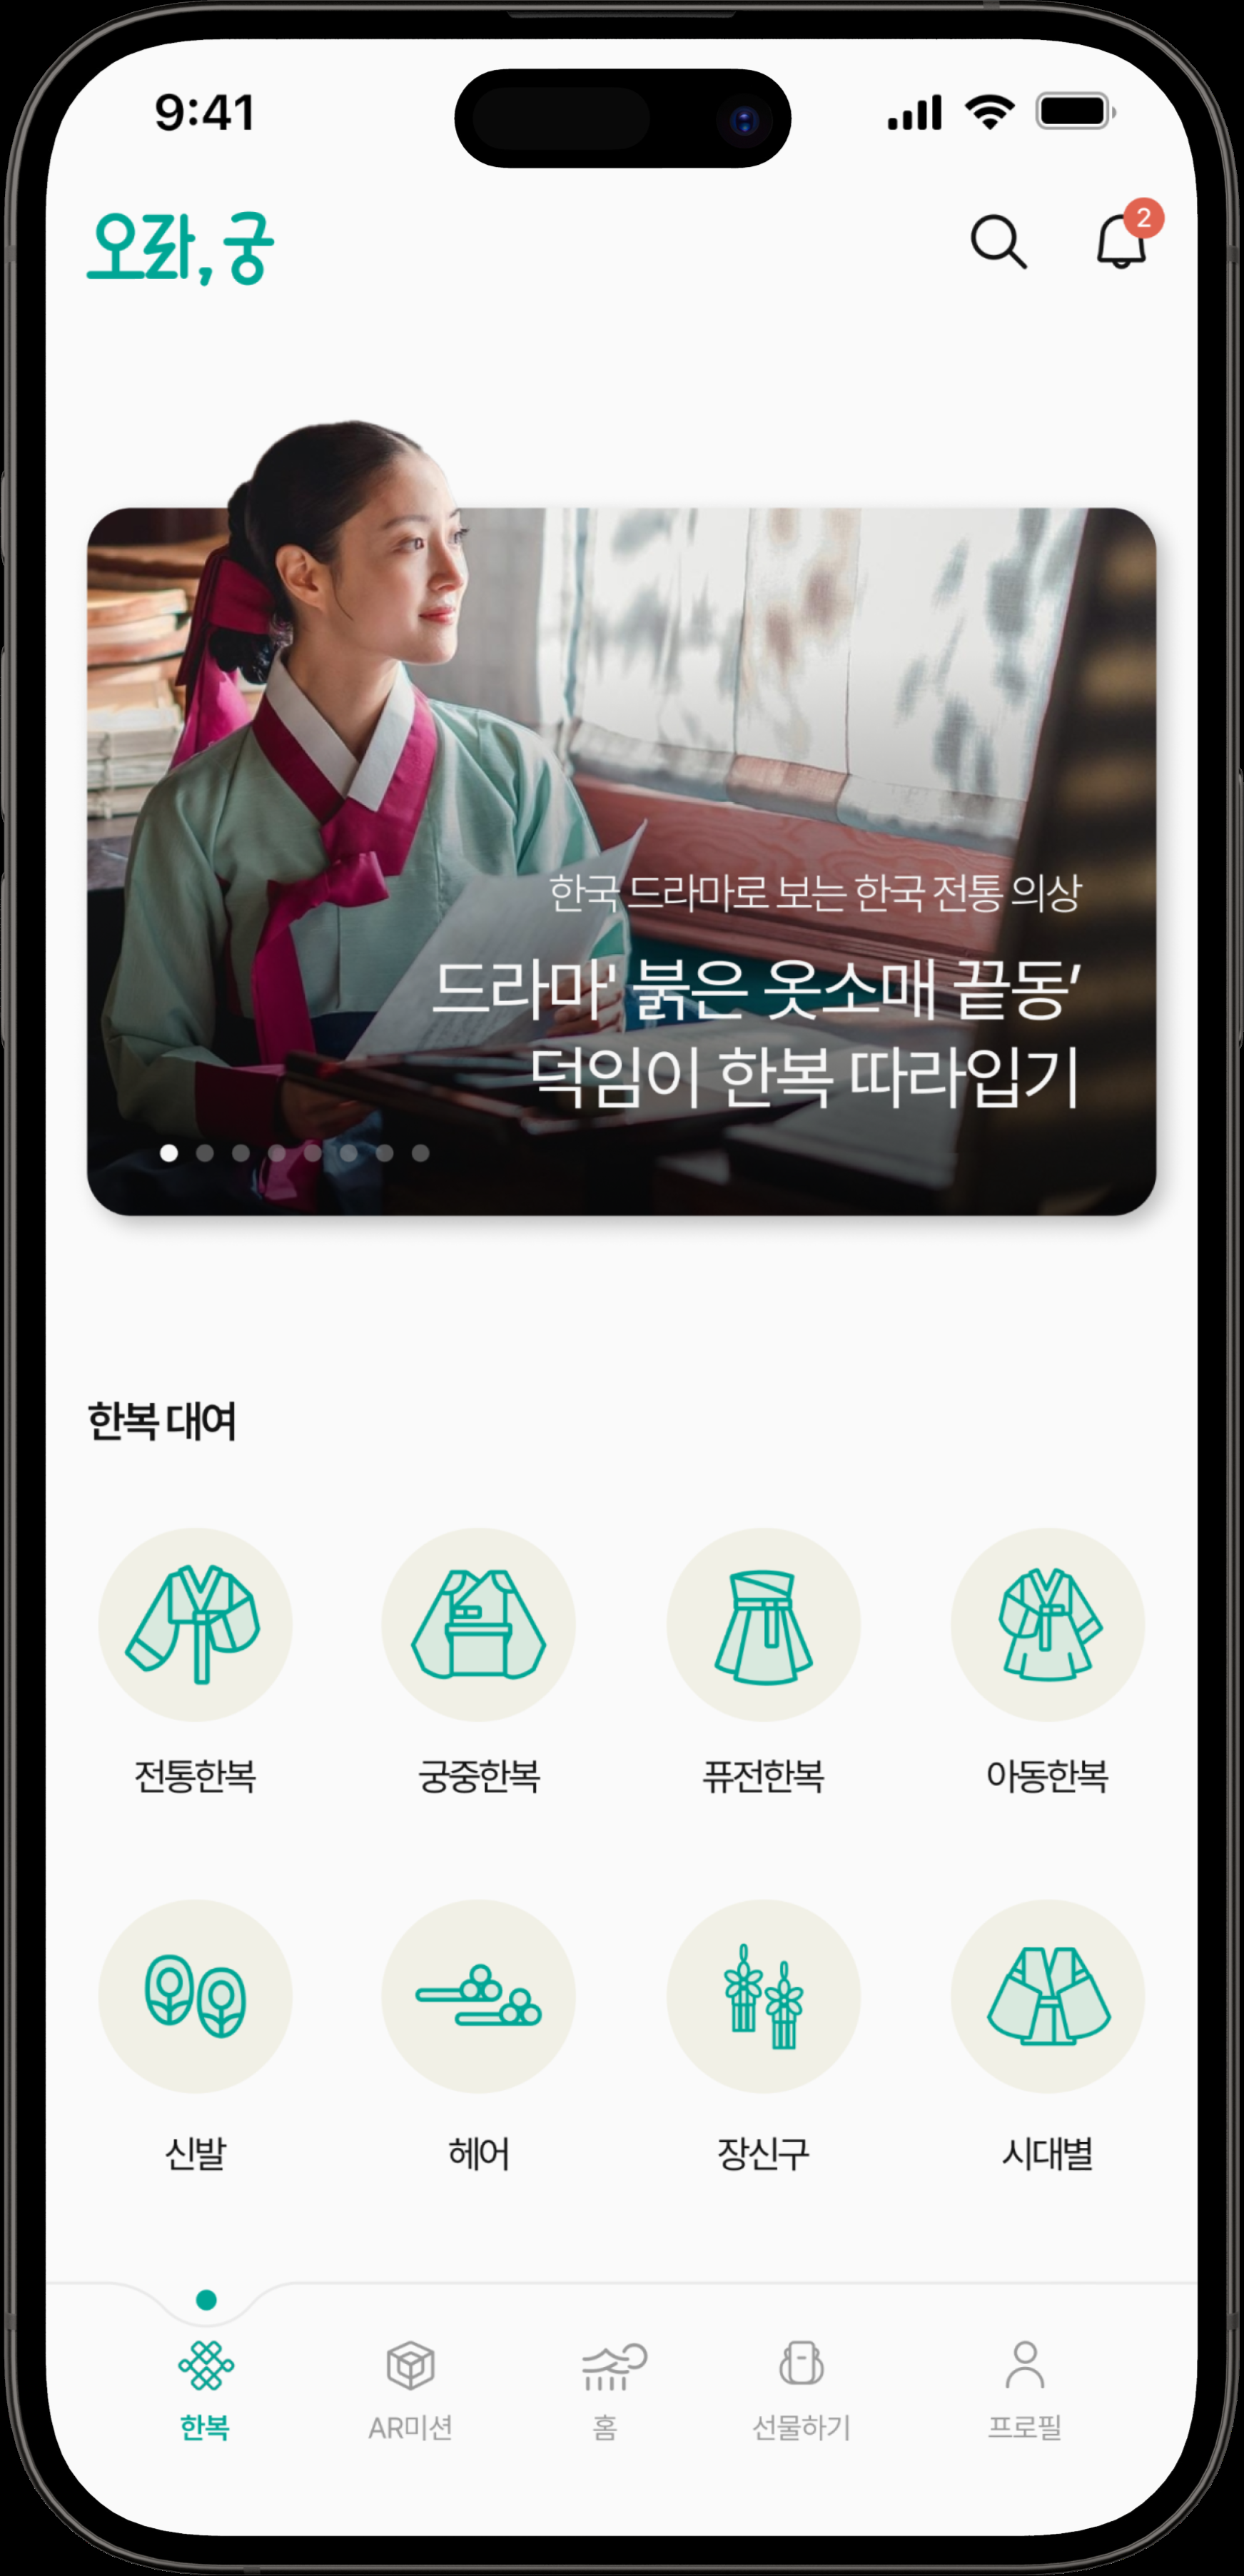 9:41
오롸, 궁
2
한국 드라마로 보는 한국 전통 의상
드라마' 붉은 옷소매 끝동'
덕임이 한복 따라입기
한복 대여
전통한복 궁중한복 퓨전한복 아동한복
신발 헤어 장신구 시대별
한복 AR미션 홈 선물하기 프로필